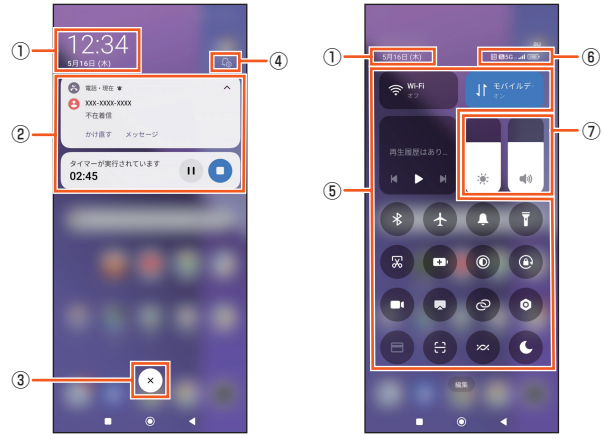 ①
12:34
5月16日 (木)
④
②
電話・現在
XXX-XXXX-XXXX
不在着信
かけ直す メッセージ
タイマーが実行されています
02:45
③
①
5月16日 (木)
5G
⑥
Wi-Fi
オフ
モバイルデ
オン
⑦
再生履歴はあり...
⑤
編集